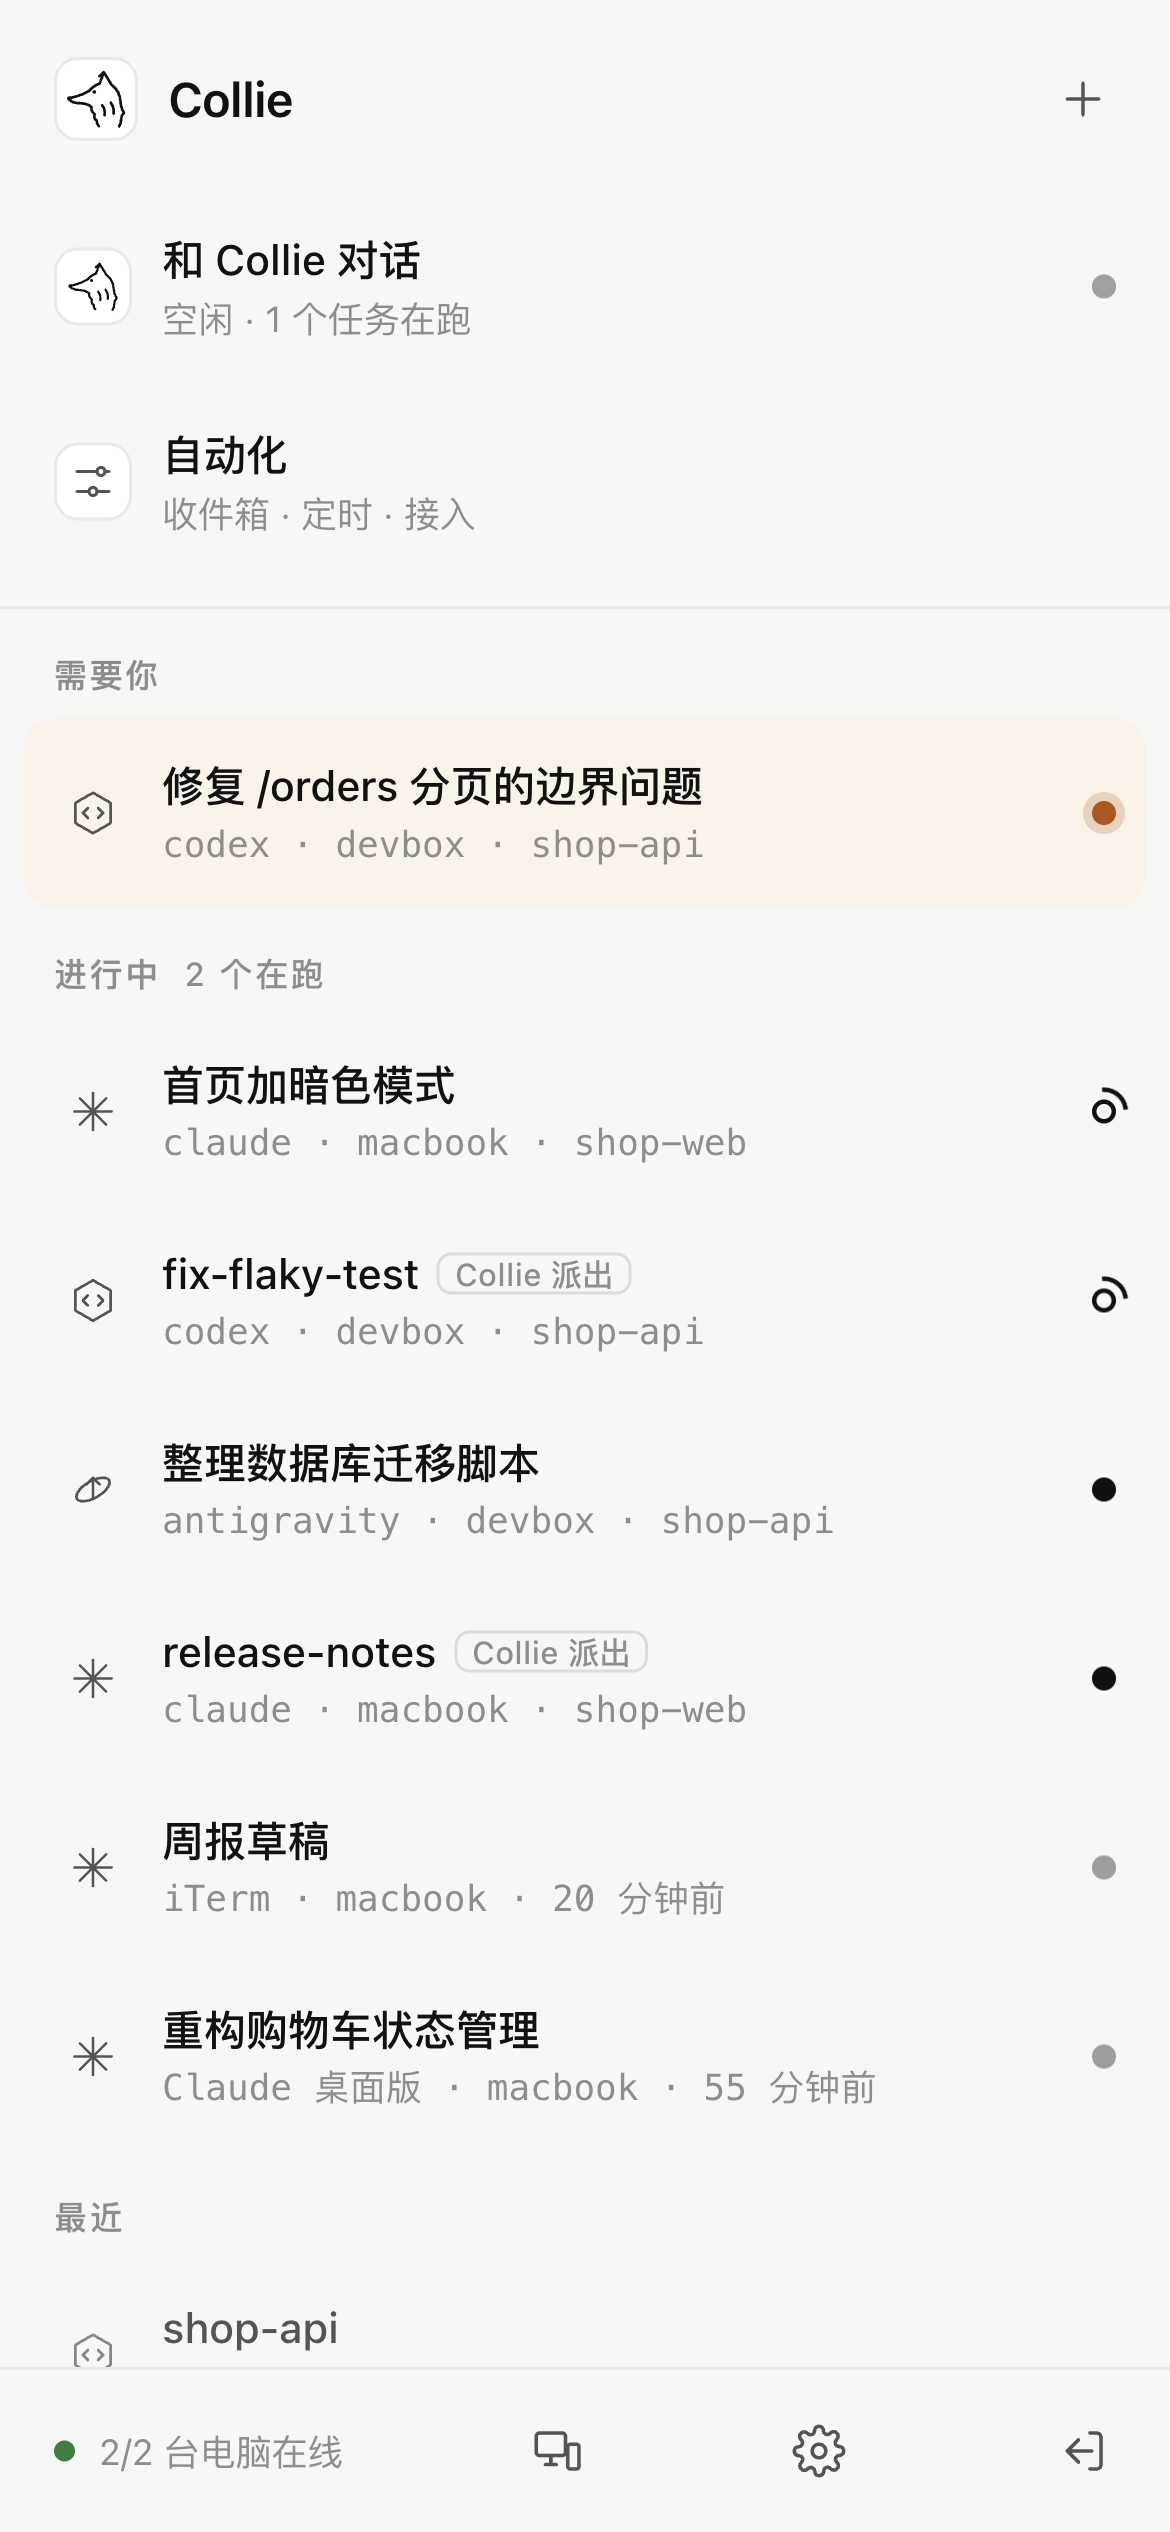 Collie
和 Collie 对话
空闲 · 1 个任务在跑
自动化
收件箱 · 定时 · 接入
需要你
修复 /orders 分页的边界问题
codex · devbox · shop-api
进行中 2 个在跑
首页加暗色模式
claude · macbook · shop-web
fix-flaky-test Collie 派出
codex · devbox · shop-api
整理数据库迁移脚本
antigravity · devbox · shop-api
release-notes Collie 派出
claude · macbook · shop-web
周报草稿
iTerm · macbook · 20 分钟前
重构购物车状态管理
Claude 桌面版 · macbook · 55 分钟前
最近
shop-api
2/2 台电脑在线